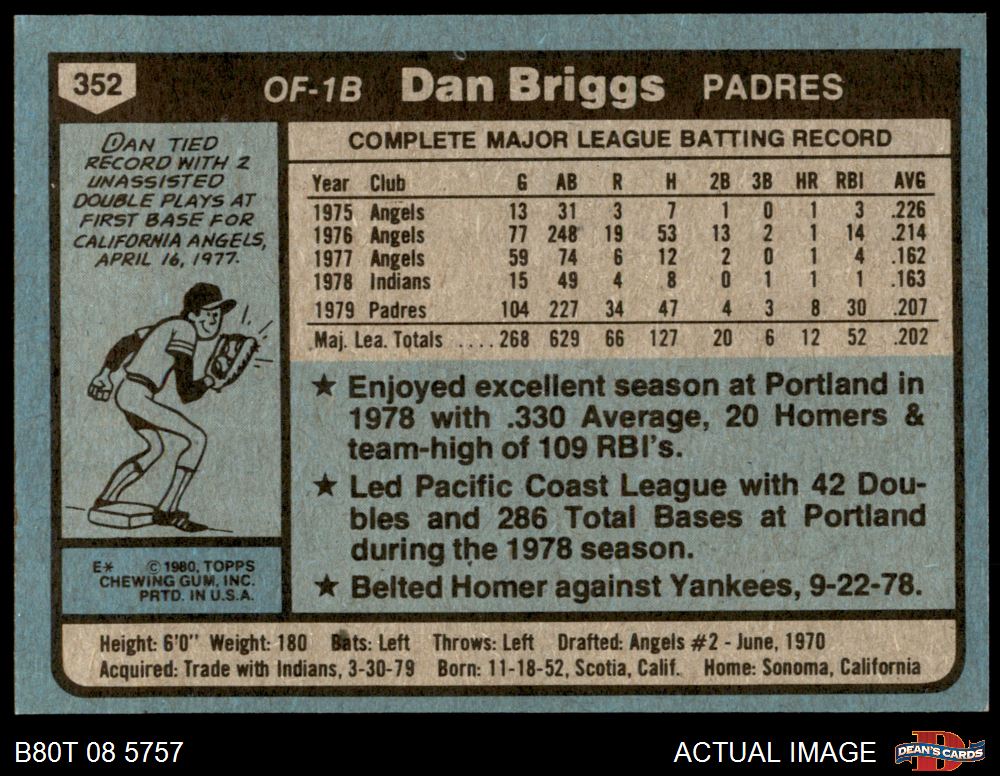 352
OF-1B Dan Briggs PADRES
DAN TIED
RECORD WITH 2
UNASSISTED
DOUBLE PLAYS AT
FIRST BASE FOR
CALIFORNIA ANGELS,
APRIL 16, 1977.
COMPLETE MAJOR LEAGUE BATTING RECORD
Year Club G AB R H 2B 3B HR RBI AVG
1975 Angels 13 31 3 7 1 0 1 3 .226
1976 Angels 77 248 19 53 13 2 1 14 .214
1977 Angels 59 74 6 12 2 0 1 4 .162
1978 Indians 15 49 4 8 0 1 1 1 .163
1979 Padres 104 227 34 47 4 3 8 30 .207
Maj. Lea. Totals .... 268 629 66 127 20 6 12 52 .202
★ Enjoyed excellent season at Portland in
1978 with .330 Average, 20 Homers &
team-high of 109 RBI's.
★ Led Pacific Coast League with 42 Dou-
bles and 286 Total Bases at Portland
during the 1978 season.
★ Belted Homer against Yankees, 9-22-78.
E* © 1980, TOPPS
CHEWING GUM, INC.
PRTD. IN U.S.A.
Height: 6'0" Weight: 180 Bats: Left Throws: Left Drafted: Angels #2 - June, 1970
Acquired: Trade with Indians, 3-30-79 Born: 11-18-52, Scotia, Calif. Home: Sonoma, California
B80T 08 5757 ACTUAL IMAGE DEAN'S CARDS